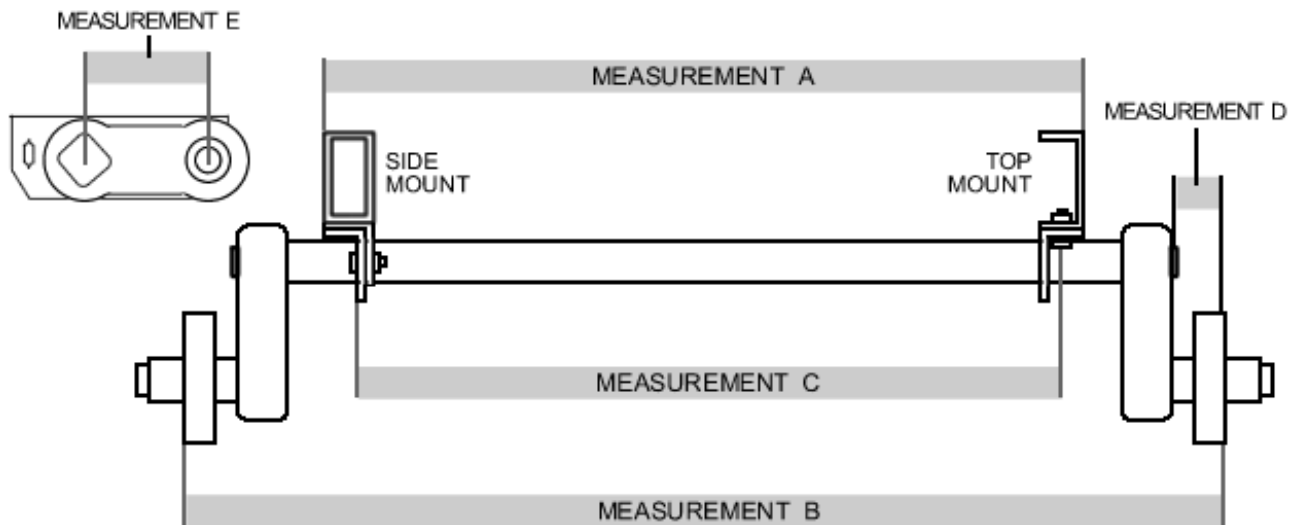 MEASUREMENT E
MEASUREMENT A
MEASUREMENT D
SIDE
MOUNT
TOP
MOUNT
MEASUREMENT C
MEASUREMENT B